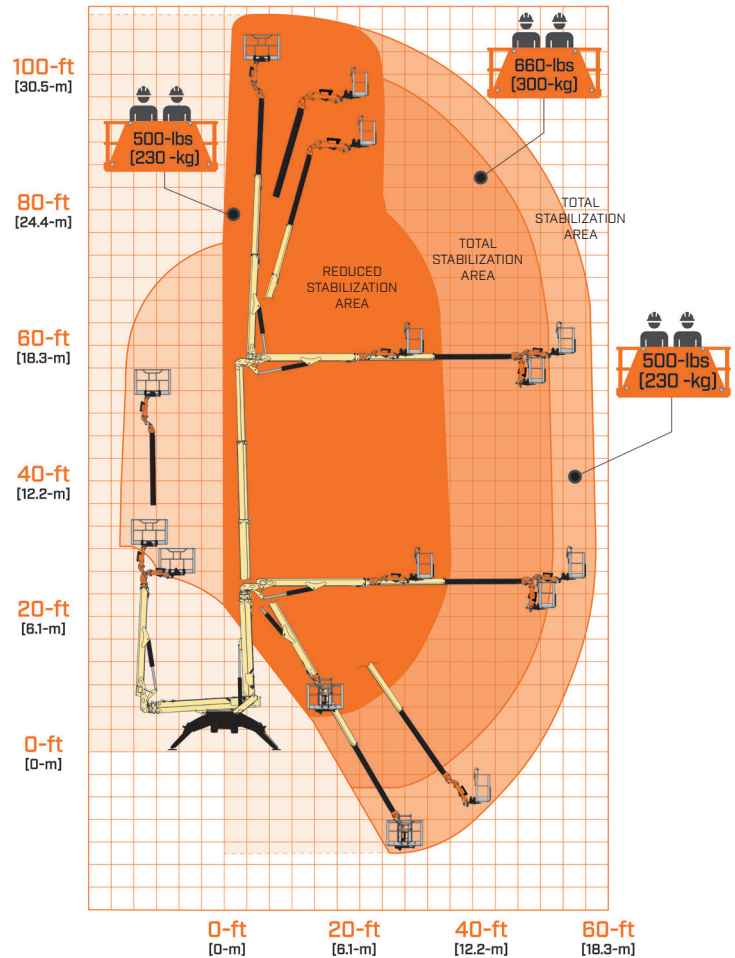 660-lbs
(300-kg)
100-ft
[30.5-m]
500-lbs
(230 -kg)
80-ft
[24.4-m]
TOTAL
STABILIZATION
AREA
TOTAL
STABILIZATION
AREA
REDUCED
STABILIZATION
AREA
60-ft
[18.3-m]
500-lbs
(230 -kg)
40-ft
[12.2-m]
20-ft
[6.1-m]
0-ft
[0-m]
0-ft
[0-m]
20-ft
[6.1-m]
40-ft
[12.2-m]
60-ft
[18.3-m]